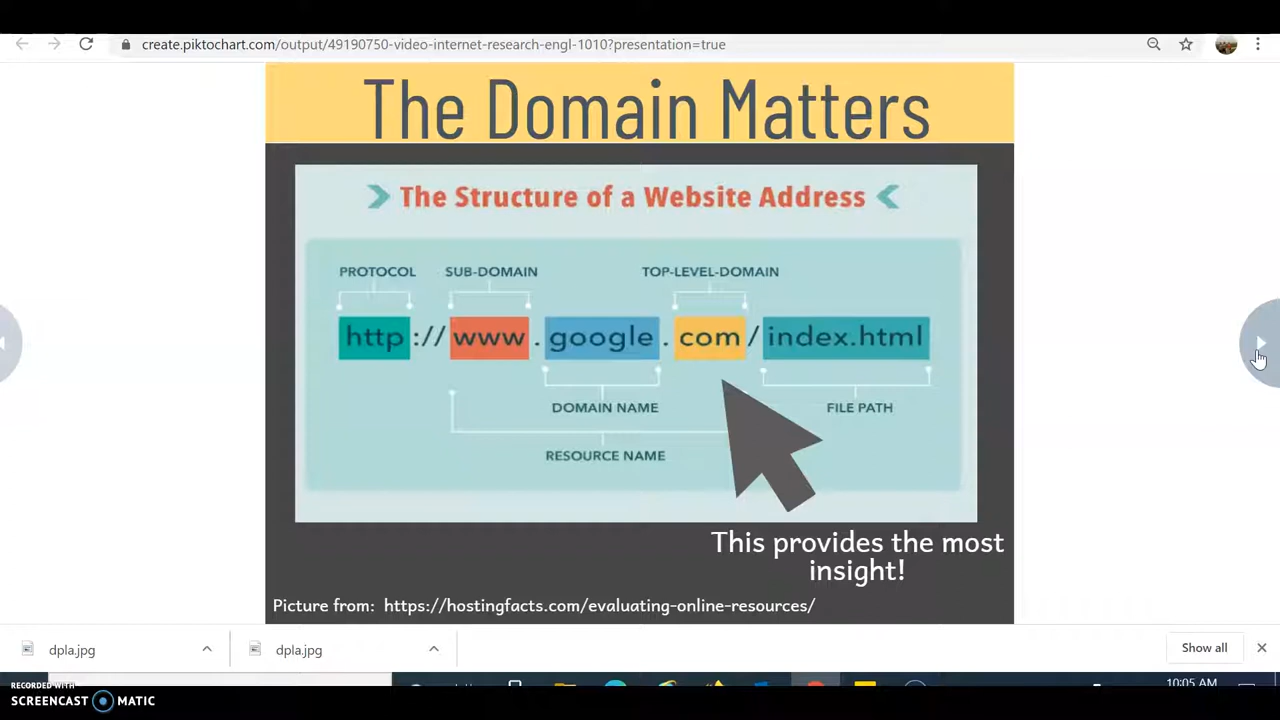 create.piktochart.com/output/49190750-video-internet-research-engl-1010?presentation=true
The Domain Matters
The Structure of a Website Address
PROTOCOL SUB-DOMAIN TOP-LEVEL-DOMAIN
http://www.google.com/index.html
DOMAIN NAME FILE PATH
RESOURCE NAME
This provides the most
insight!
Picture from: https://hostingfacts.com/evaluating-online-resources/
dpla.jpg dpla.jpg Show all
10:05 AM
RECORDED WITH
SCREENCAST MATIC